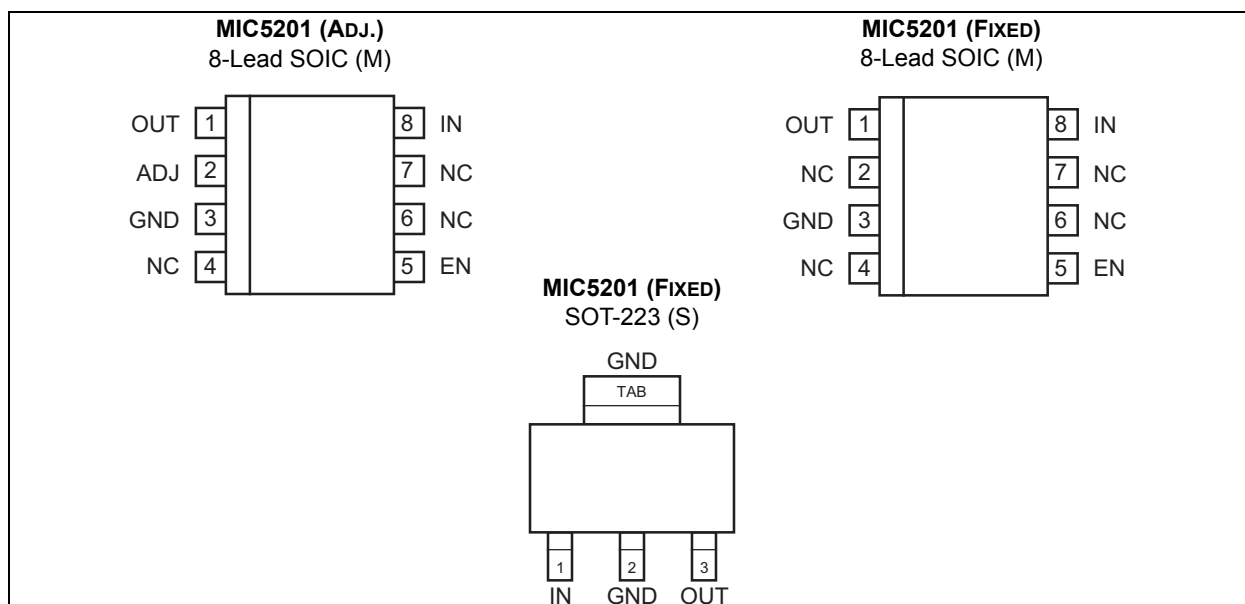 MIC5201 (ADJ.)
8-Lead SOIC (M)
OUT 1 8 IN
ADJ 2 7 NC
GND 3 6 NC
NC 4 5 EN
MIC5201 (FIXED)
8-Lead SOIC (M)
OUT 1 8 IN
NC 2 7 NC
GND 3 6 NC
NC 4 5 EN
MIC5201 (FIXED)
SOT-223 (S)
GND
TAB
1 2 3
IN GND OUT